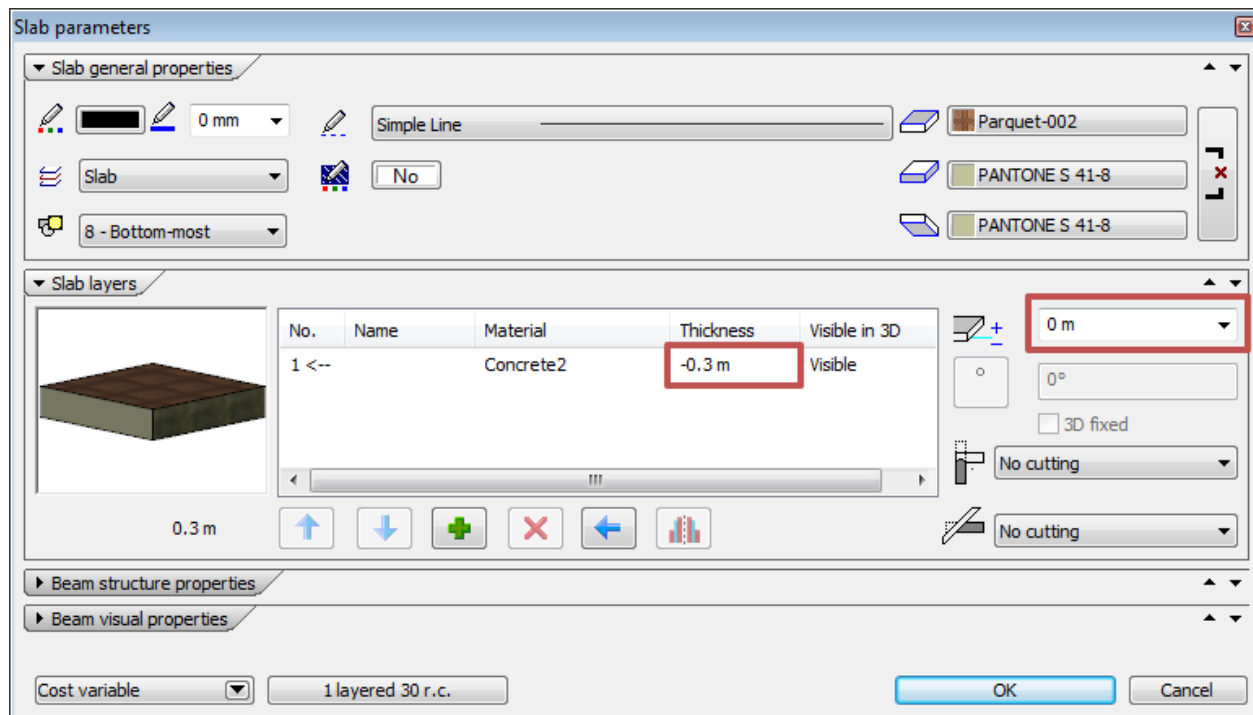 Slab parameters
Slab general properties
0 mm
Simple Line
Parquet-002
Slab
No
PANTONE S 41-8
8 - Bottom-most
PANTONE S 41-8
Slab layers
No. Name Material Thickness Visible in 3D
1 <-- Concrete2 -0.3 m Visible
0 m
0°
3D fixed
No cutting
0.3 m
No cutting
Beam structure properties
Beam visual properties
Cost variable
1 layered 30 r.c.
OK
Cancel